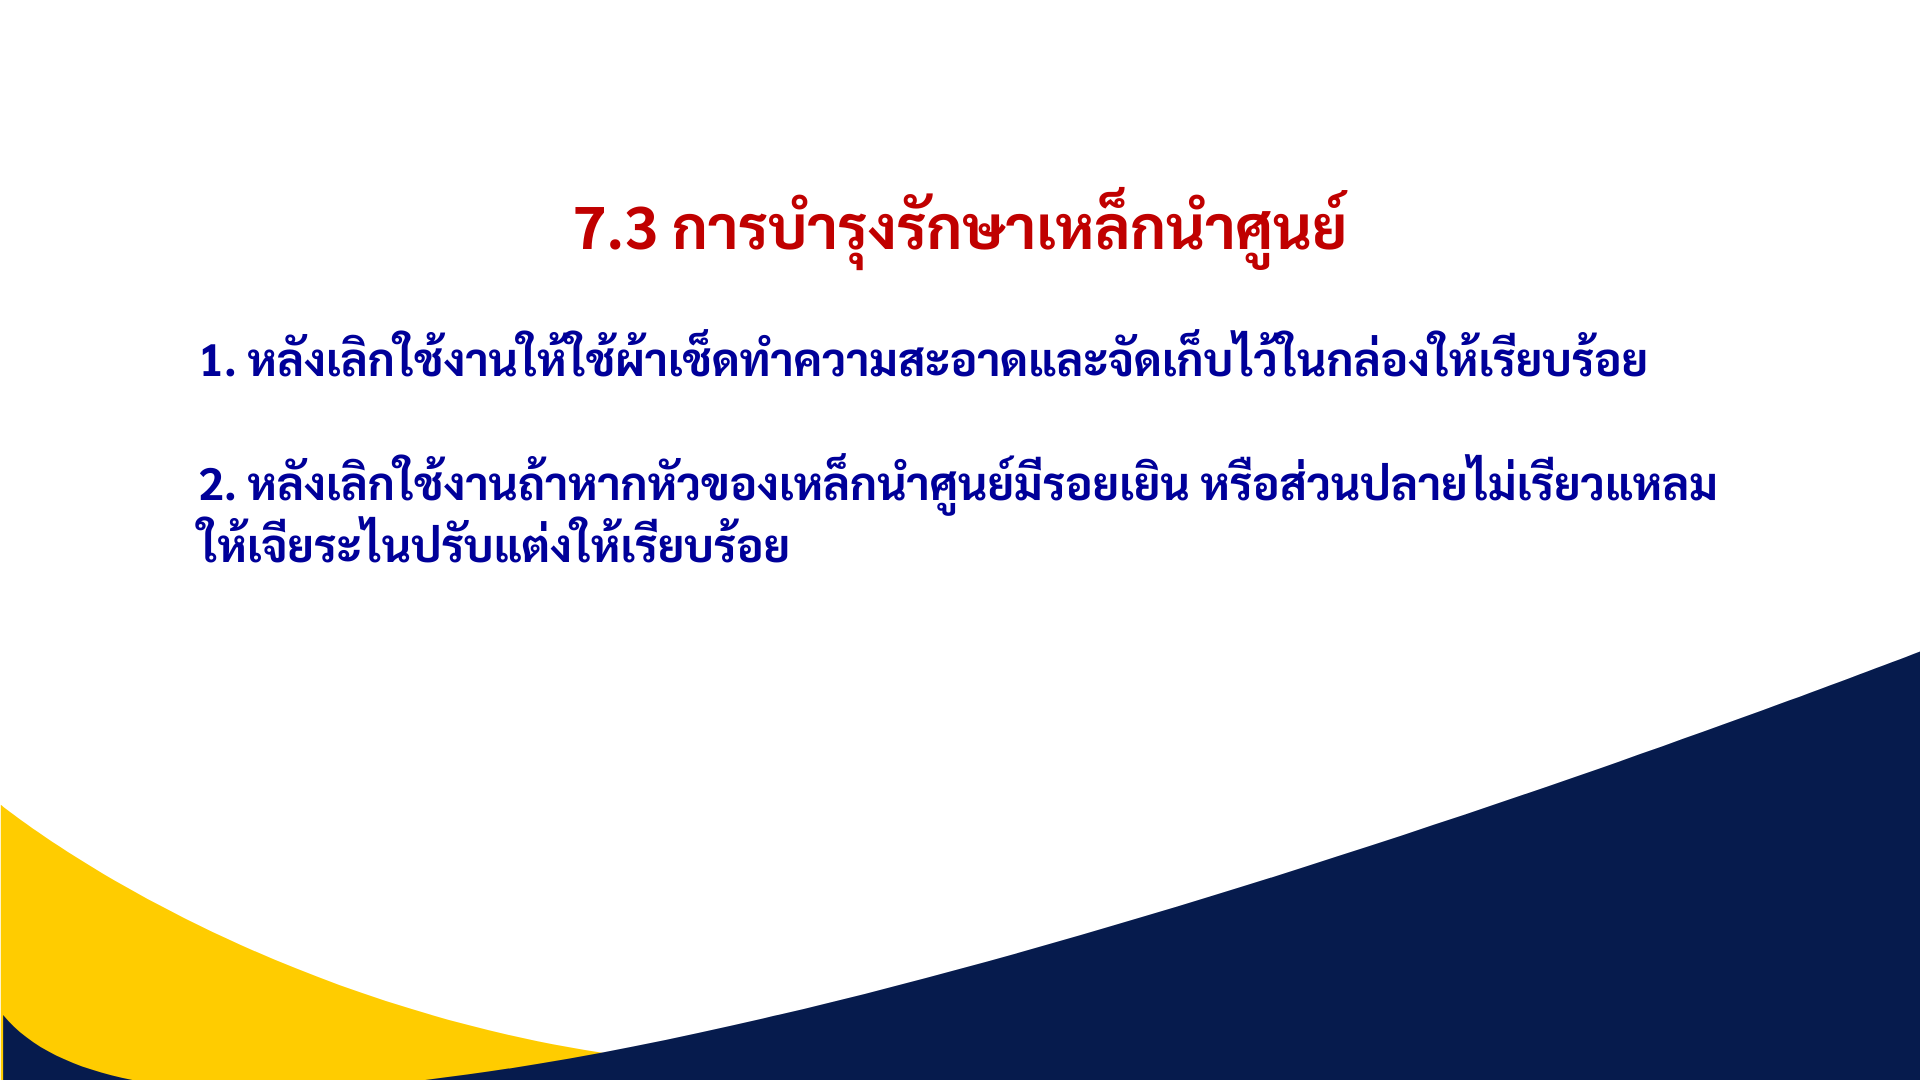 7.3 การบำรุงรักษาเหล็กนำศูนย์
1. หลังเลิกใช้งานให้ใช้ผ้าเช็ดทำความสะอาดและจัดเก็บไว้ในกล่องให้เรียบร้อย
2. หลังเลิกใช้งานถ้าหากหัวของเหล็กนำศูนย์มีรอยเยิน หรือส่วนปลายไม่เรียวแหลม
ให้เจียระไนปรับแต่งให้เรียบร้อย